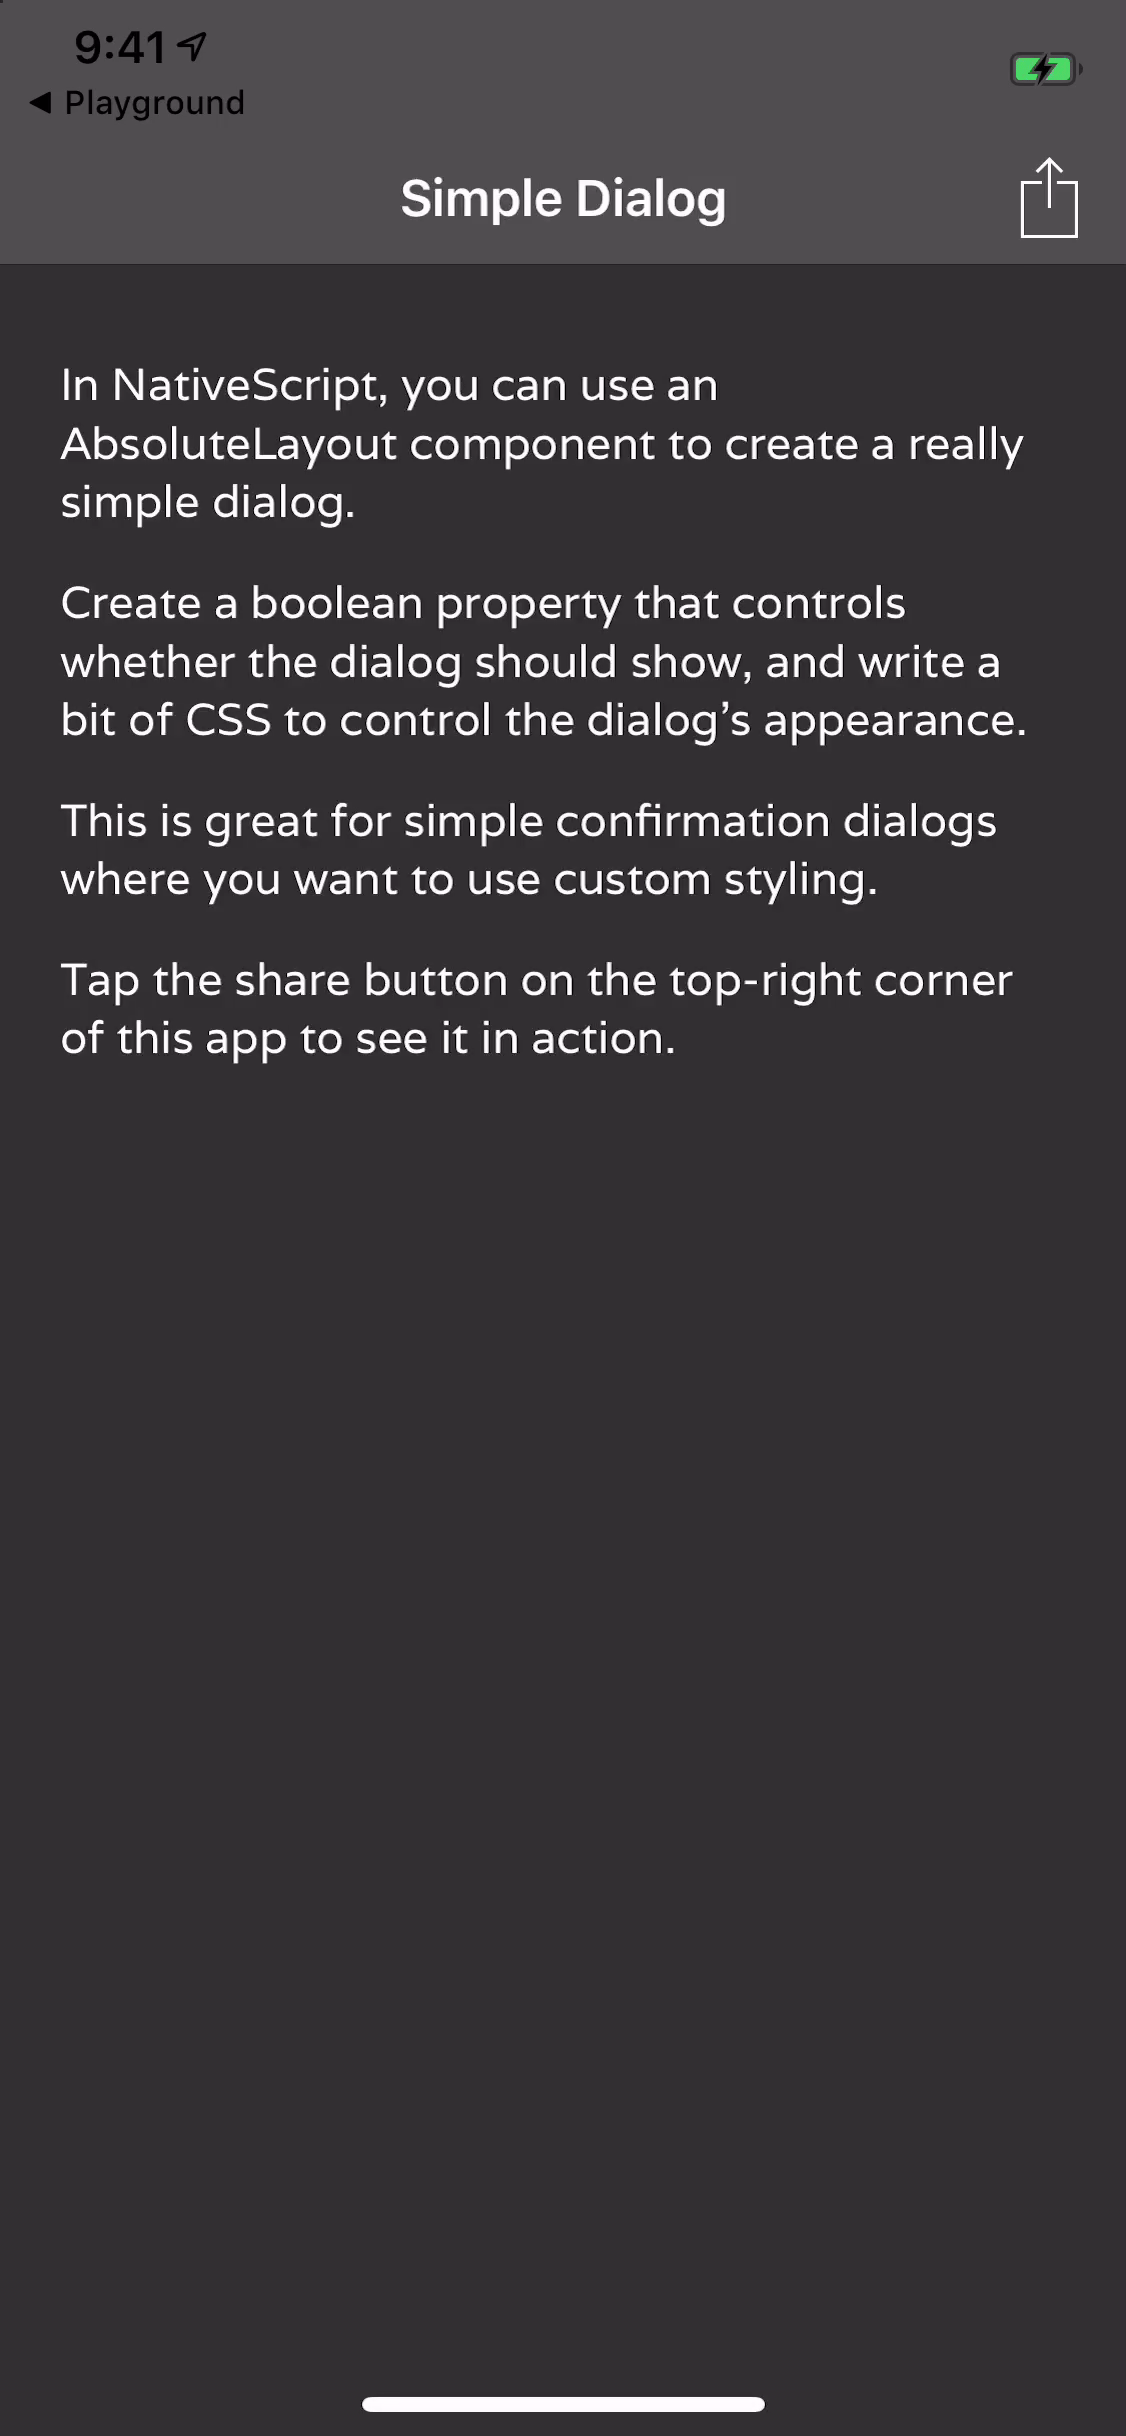 9:41
◀ Playground
Simple Dialog
In NativeScript, you can use an
AbsoluteLayout component to create a really
simple dialog.
Create a boolean property that controls
whether the dialog should show, and write a
bit of CSS to control the dialog’s appearance.
This is great for simple confirmation dialogs
where you want to use custom styling.
Tap the share button on the top-right corner
of this app to see it in action.